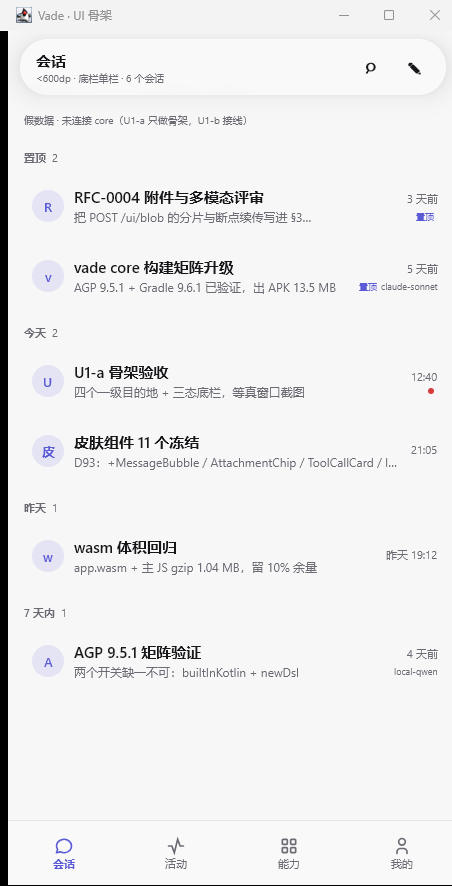 Vade · UI 骨架
会话
<600dp · 底栏单栏 · 6 个会话
假数据 · 未连接 core（U1-a 只做骨架，U1-b 接线）
置顶 2
R
RFC-0004 附件与多模态评审
3 天前
把 POST /ui/blob 的分片与断点续传写进 §3...
置顶
v
vade core 构建矩阵升级
5 天前
AGP 9.5.1 + Gradle 9.6.1 已验证，出 APK 13.5 MB
置顶 claude-sonnet
今天 2
U
U1-a 骨架验收
12:40
四个一级目的地 + 三态底栏，等真窗口截图
皮
皮肤组件 11 个冻结
21:05
D93：+MessageBubble / AttachmentChip / ToolCallCard / I...
昨天 1
w
wasm 体积回归
昨天 19:12
app.wasm + 主 JS gzip 1.04 MB，留 10% 余量
7 天内 1
A
AGP 9.5.1 矩阵验证
4 天前
两个开关缺一不可：builtInKotlin + newDsl
local-qwen
会话
活动
能力
我的